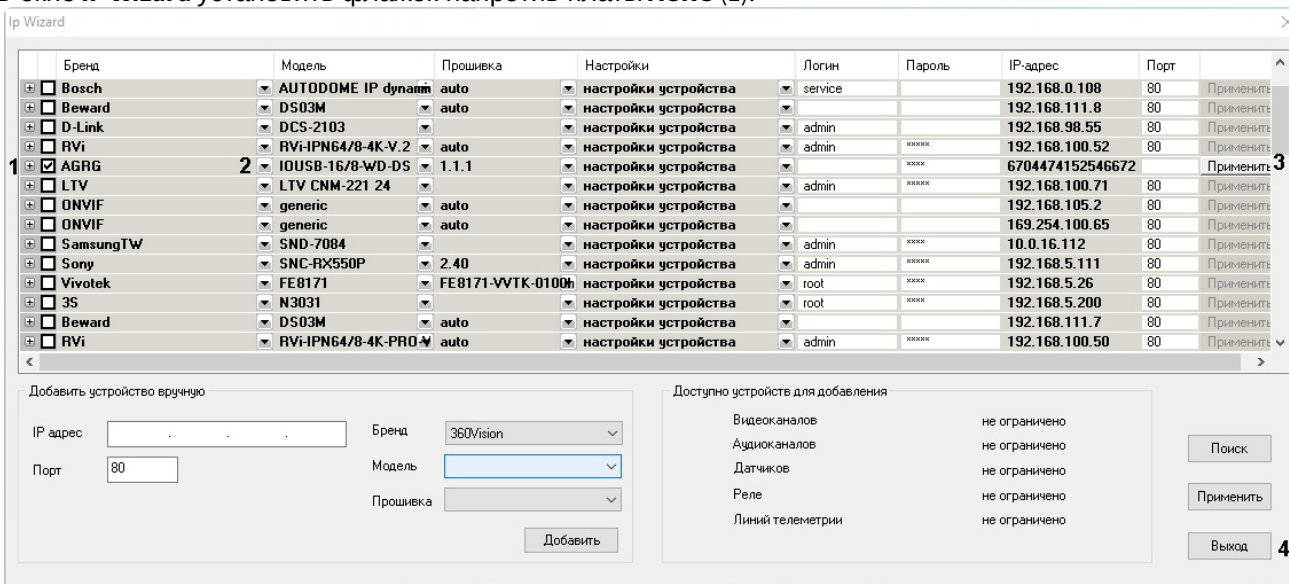 Ip Wizard
Бренд Модель Прошивка Настройки Логин Пароль IP-адрес Порт
Bosch AUTODOME IP dynamin auto настройки устройства service 192.168.0.108 80 Применить
Beward DS03M auto настройки устройства 192.168.111.8 80 Применить
D-Link DCS-2103 настройки устройства admin 192.168.98.55 80 Применить
RVi RVi-IPN64/8-4K-V.2 auto настройки устройства admin ***** 192.168.100.52 80 Применить
1 AGRG 2 IOUSB-16/8-WD-DS 1.1.1 настройки устройства **** 6704474152546672 Применить 3
LTV LTV CNM-221 24 настройки устройства admin ***** 192.168.100.71 80 Применить
ONVIF generic auto настройки устройства 192.168.105.2 80 Применить
ONVIF generic auto настройки устройства 169.254.100.65 80 Применить
SamsungTW SND-7084 настройки устройства admin **** 10.0.16.112 80 Применить
Sony SNC-RX550P 2.40 настройки устройства admin ***** 192.168.5.111 80 Применить
Vivotek FE8171 FE8171-VVTK-0100h настройки устройства root **** 192.168.5.26 80 Применить
3S N3031 настройки устройства root **** 192.168.5.200 80 Применить
Beward DS03M auto настройки устройства 192.168.111.7 80 Применить
RVi RVi-IPN64/8-4K-PRO-V auto настройки устройства admin ***** 192.168.100.50 80 Применить
Добавить устройство вручную
IP адрес . . .
Порт 80
Бренд 360Vision
Модель
Прошивка
Добавить
Доступно устройств для добавления
Видеоканалов не ограничено
Аудиоканалов не ограничено
Датчиков не ограничено
Реле не ограничено
Линий телеметрии не ограничено
Поиск
Применить
Выход 4